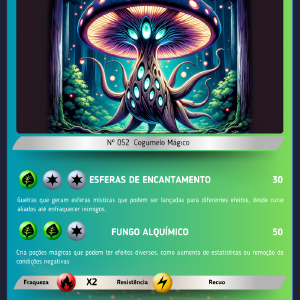 Nº 052 Cogumelo Mágico
ESFERAS DE ENCANTAMENTO 30
Guelras que geram esferas místicas que podem ser lançadas para diferentes efeitos, desde curar
aliados até enfraquecer inimigos.
FUNGO ALQUÍMICO 50
Cria poções mágicas que podem ter efeitos diversos, como aumento de estatísticas ou remoção de
condições negativas
Fraqueza X2 Resistência Recuo